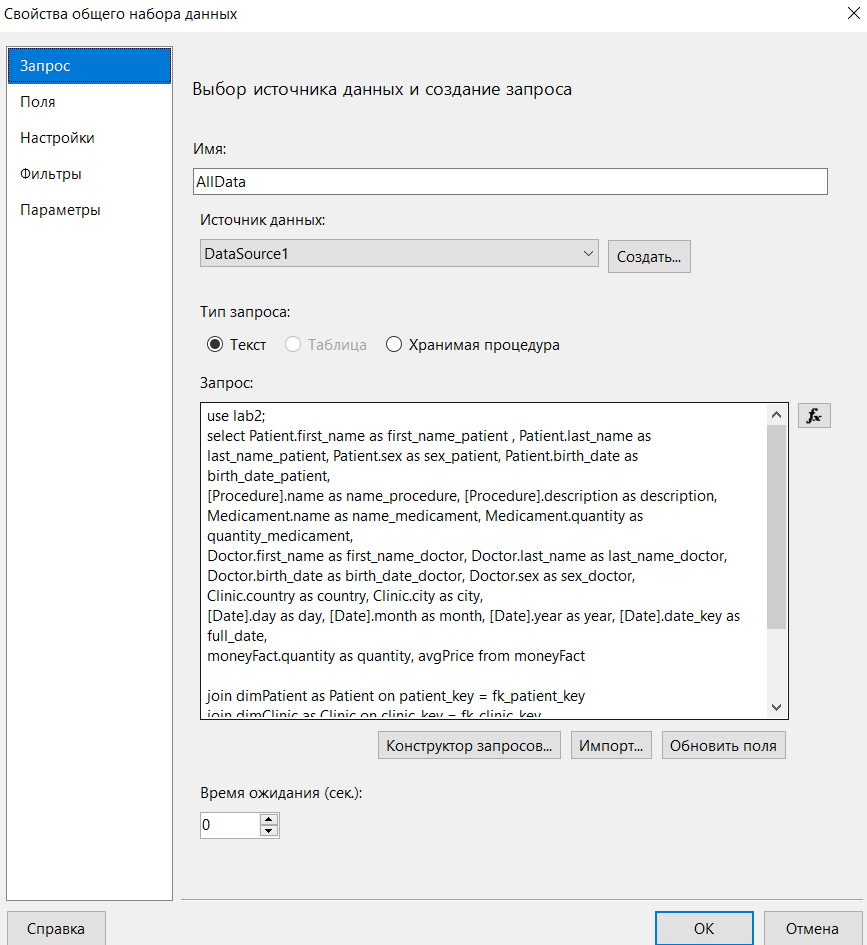 Свойства общего набора данных
Запрос
Поля
Настройки
Фильтры
Параметры
Выбор источника данных и создание запроса
Имя:
AllData
Источник данных:
DataSource1
Создать...
Тип запроса:
Текст
Таблица
Хранимая процедура
Запрос:
use lab2;
select Patient.first_name as first_name_patient , Patient.last_name as
last_name_patient, Patient.sex as sex_patient, Patient.birth_date as
birth_date_patient,
[Procedure].name as name_procedure, [Procedure].description as description,
Medicament.name as name_medicament, Medicament.quantity as
quantity_medicament,
Doctor.first_name as first_name_doctor, Doctor.last_name as last_name_doctor,
Doctor.birth_date as birth_date_doctor, Doctor.sex as sex_doctor,
Clinic.country as country, Clinic.city as city,
[Date].day as day, [Date].month as month, [Date].year as year, [Date].date_key as
full_date,
moneyFact.quantity as quantity, avgPrice from moneyFact
join dimPatient as Patient on patient_key = fk_patient_key
join dimClinic as Clinic on clinic_key = fk_clinic_key
fx
Конструктор запросов...
Импорт...
Обновить поля
Время ожидания (сек.):
0
Справка
ОК
Отмена